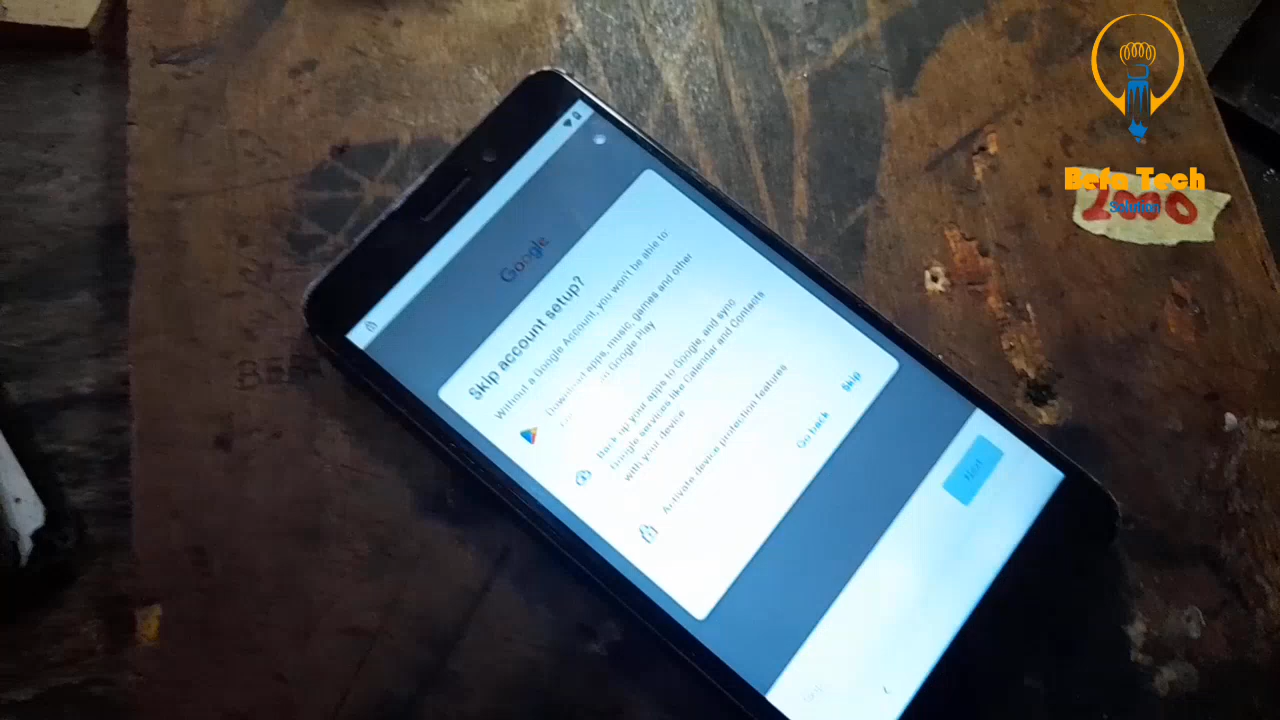 Befa Tech
Solution
Google
Skip account setup?
Without a Google Account, you won't be able to:
Download apps, music, games and other
on Google Play
Back up your apps to Google, and sync
Google services like Calendar and Contacts
with your device
Activate device protection features
Go back
Skip
Next